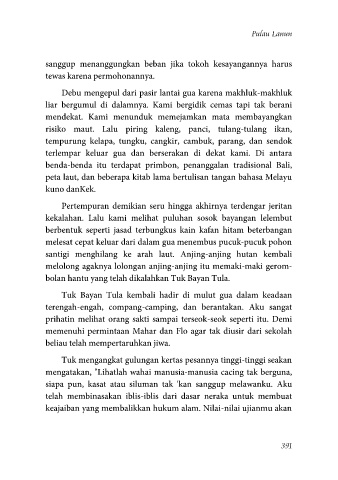 Pulau Lanun
sanggup menanggungkan beban jika tokoh kesayangannya harus
tewas karena permohonannya.
Debu mengepul dari pasir lantai gua karena makhluk-makhluk
liar bergumul di dalamnya. Kami bergidik cemas tapi tak berani
mendekat. Kami menunduk memejamkan mata membayangkan
risiko maut. Lalu piring kaleng, panci, tulang-tulang ikan,
tempurung kelapa, tungku, cangkir, cambuk, parang, dan sendok
terlempar keluar gua dan berserakan di dekat kami. Di antara
benda-benda itu terdapat primbon, penanggalan tradisional Bali,
peta laut, dan beberapa kitab lama bertulisan tangan bahasa Melayu
kuno danKek.
Pertempuran demikian seru hingga akhirnya terdengar jeritan
kekalahan. Lalu kami melihat puluhan sosok bayangan lelembut
berbentuk seperti jasad terbungkus kain kafan hitam beterbangan
melesat cepat keluar dari dalam gua menembus pucuk-pucuk pohon
santigi menghilang ke arah laut. Anjing-anjing hutan kembali
melolong agaknya lolongan anjing-anjing itu memaki-maki gerom-
bolan hantu yang telah dikalahkan Tuk Bayan Tula.
Tuk Bayan Tula kembali hadir di mulut gua dalam keadaan
terengah-engah, compang-camping, dan berantakan. Aku sangat
prihatin melihat orang sakti sampai terseok-seok seperti itu. Demi
memenuhi permintaan Mahar dan Flo agar tak diusir dari sekolah
beliau telah mempertaruhkan jiwa.
Tuk mengangkat gulungan kertas pesannya tinggi-tinggi seakan
mengatakan, "Lihatlah wahai manusia-manusia cacing tak berguna,
siapa pun, kasat atau siluman tak 'kan sanggup melawanku. Aku
telah membinasakan iblis-iblis dari dasar neraka untuk membuat
keajaiban yang membalikkan hukum alam. Nilai-nilai ujianmu akan
391